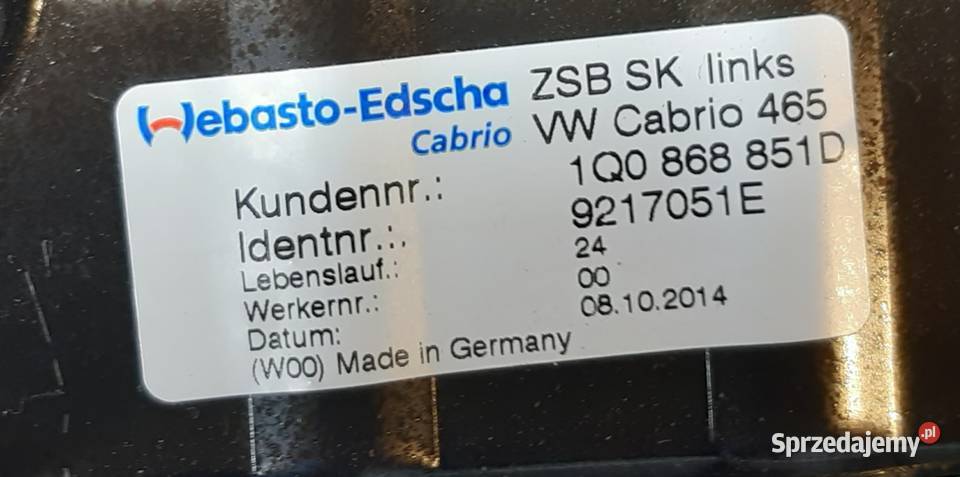 Webasto-Edscha ZSB SK links
Cabrio VW Cabrio 465
Kundennr.: 1Q0 868 851D
Identnr.:. 9217051E
Lebenslauf.: 24
Werkernr.: 00
Datum: 08.10.2014
(W00) Made in Germany
Sprzedajemy.pl